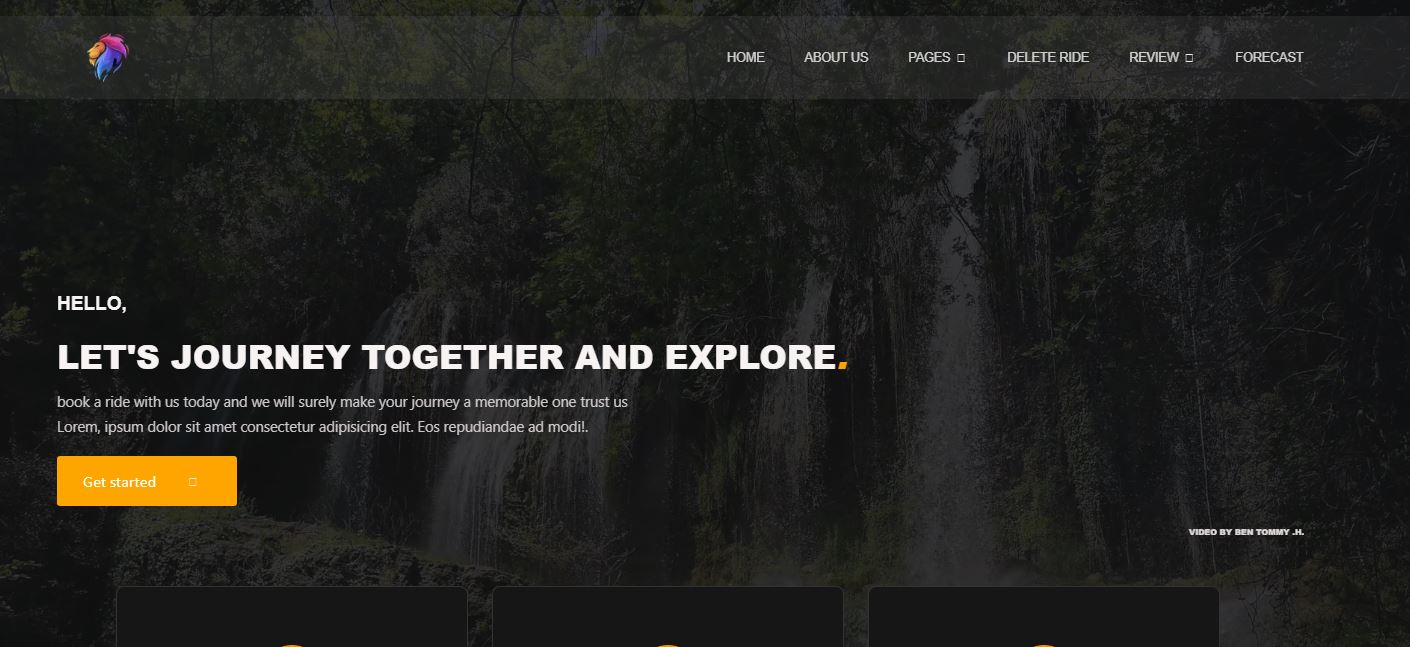 HOME ABOUT US PAGES DELETE RIDE REVIEW FORECAST
HELLO,
LET'S JOURNEY TOGETHER AND EXPLORE.
book a ride with us today and we will surely make your journey a memorable one trust us
Lorem, ipsum dolor sit amet consectetur adipisicing elit. Eos repudiandae ad modi!.
Get started
VIDEO BY BEN TOMMY .H.